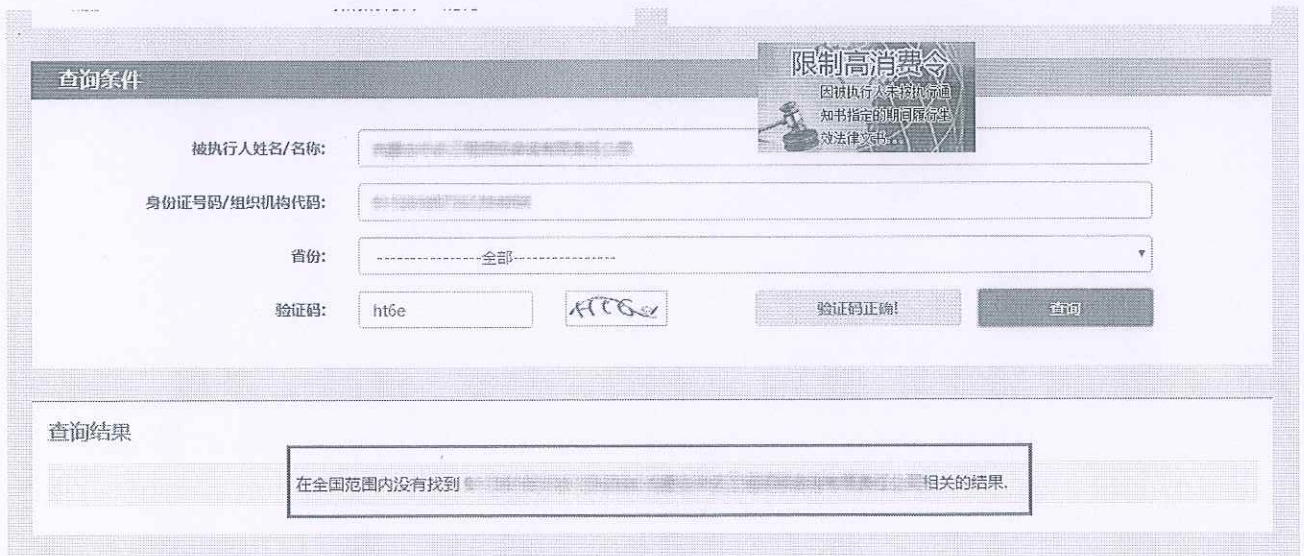 查询条件
限制高消费令
因被执行人未按执行通
知书指定的期间履行生
效法律文书...
被执行人姓名/名称:
身份证号码/组织机构代码:
省份: -----------------全部----------------
验证码: ht6e 验证码正确! 查询
查询结果
在全国范围内没有找到 相关的结果.